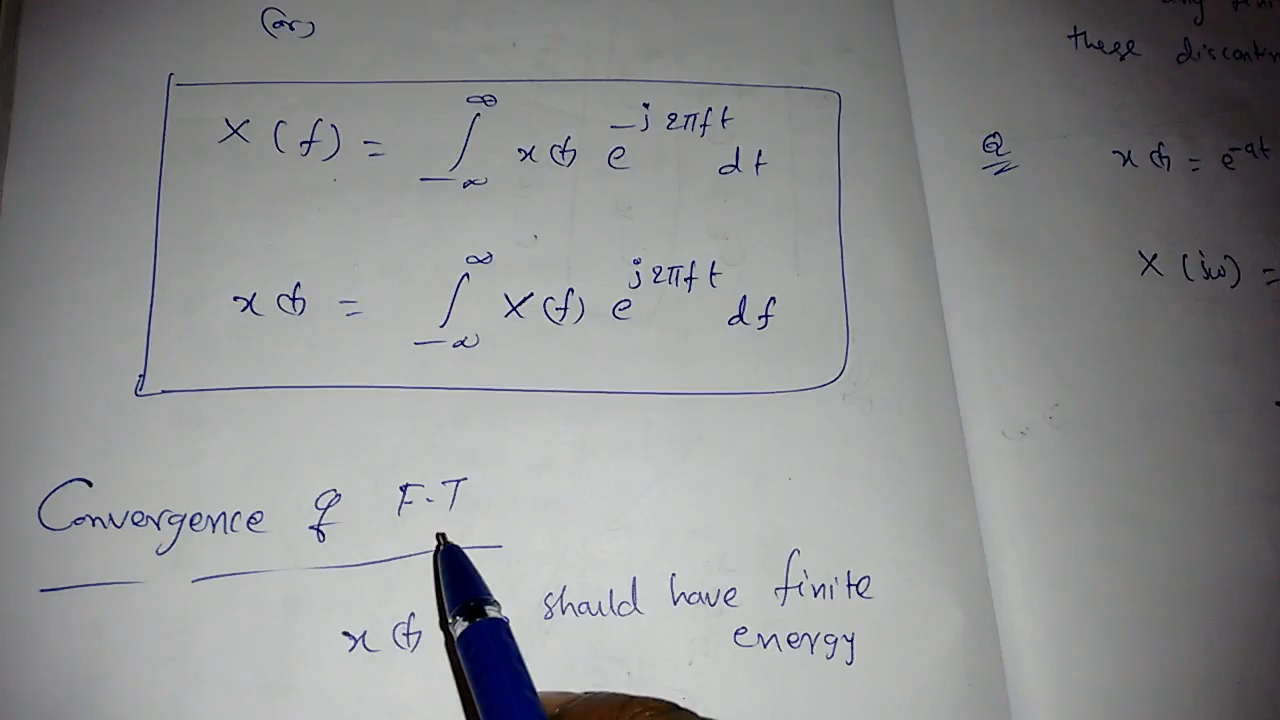 (or)
X(f) = ∫_{-∞}^{∞} x(t) e^{-j2πft} dt
x(t) = ∫_{-∞}^{∞} X(f) e^{j2πft} df
Convergence of F.T
x(t) should have finite
energy
these
Q x(t) = e^{-at}
X(jω) =